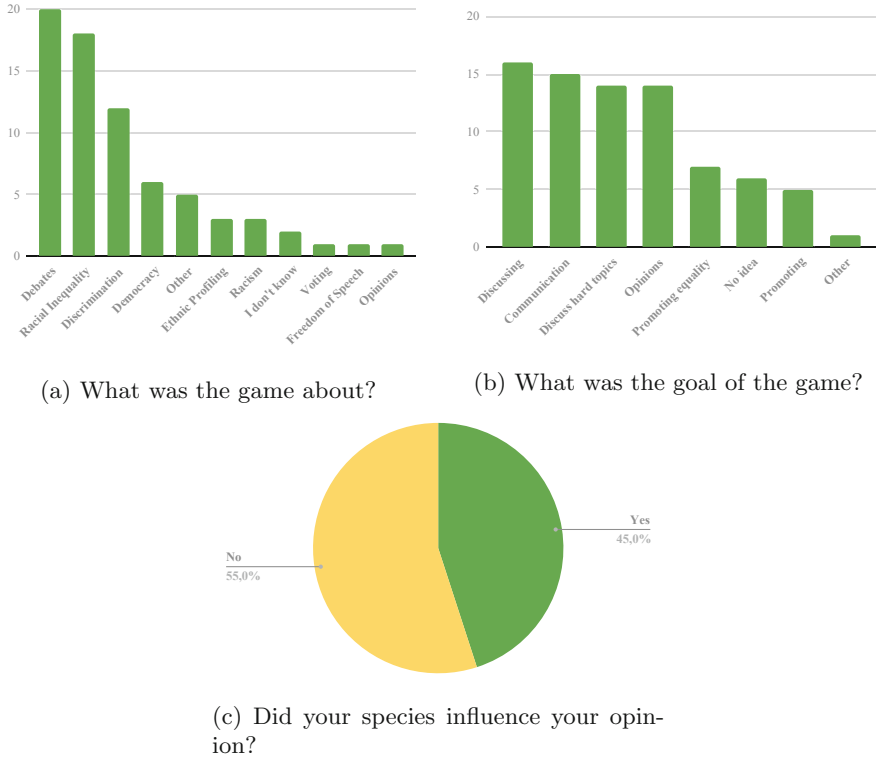 20
15
10
5
0
Debates
Racial Inequality
Discrimination
Democracy
Other
Ethnic Profiling
Racism
I don't know
Voting
Freedom of Speech
Opinions
(a) What was the game about?
20
15
10
5
0
Discussing
Communication
Discuss hard topics
Opinions
Promoting equality
No idea
Promoting
Other
(b) What was the goal of the game?
Yes
45,0%
No
55,0%
(c) Did your species influence your opin-
ion?